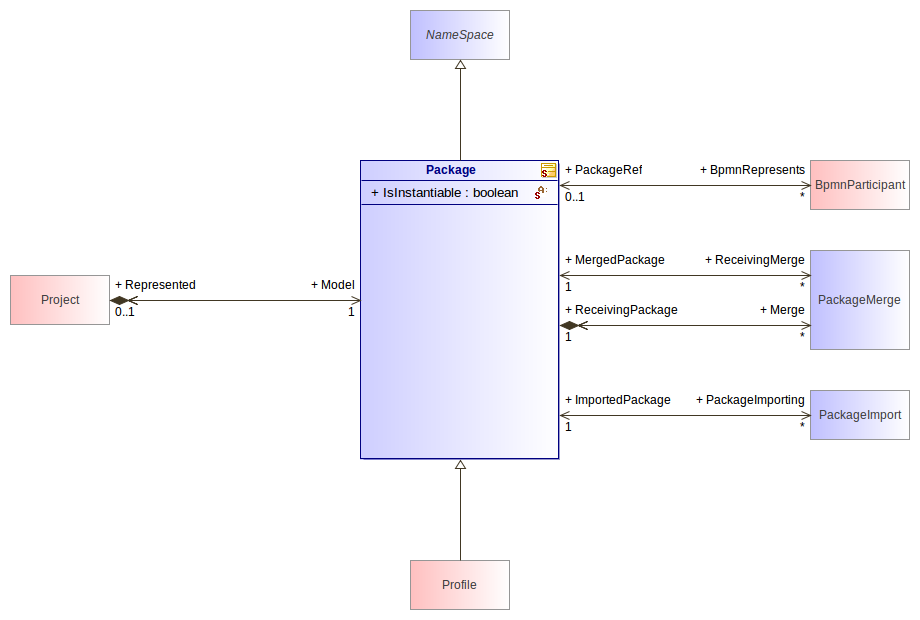 NameSpace
Package
+ IsInstantiable : boolean
+ PackageRef
+ BpmnRepresents
0..1
*
BpmnParticipant
+ MergedPackage
+ ReceivingMerge
1
*
+ ReceivingPackage
+ Merge
1
*
PackageMerge
Project
+ Represented
+ Model
0..1
1
+ ImportedPackage
+ PackageImporting
1
*
PackageImport
Profile